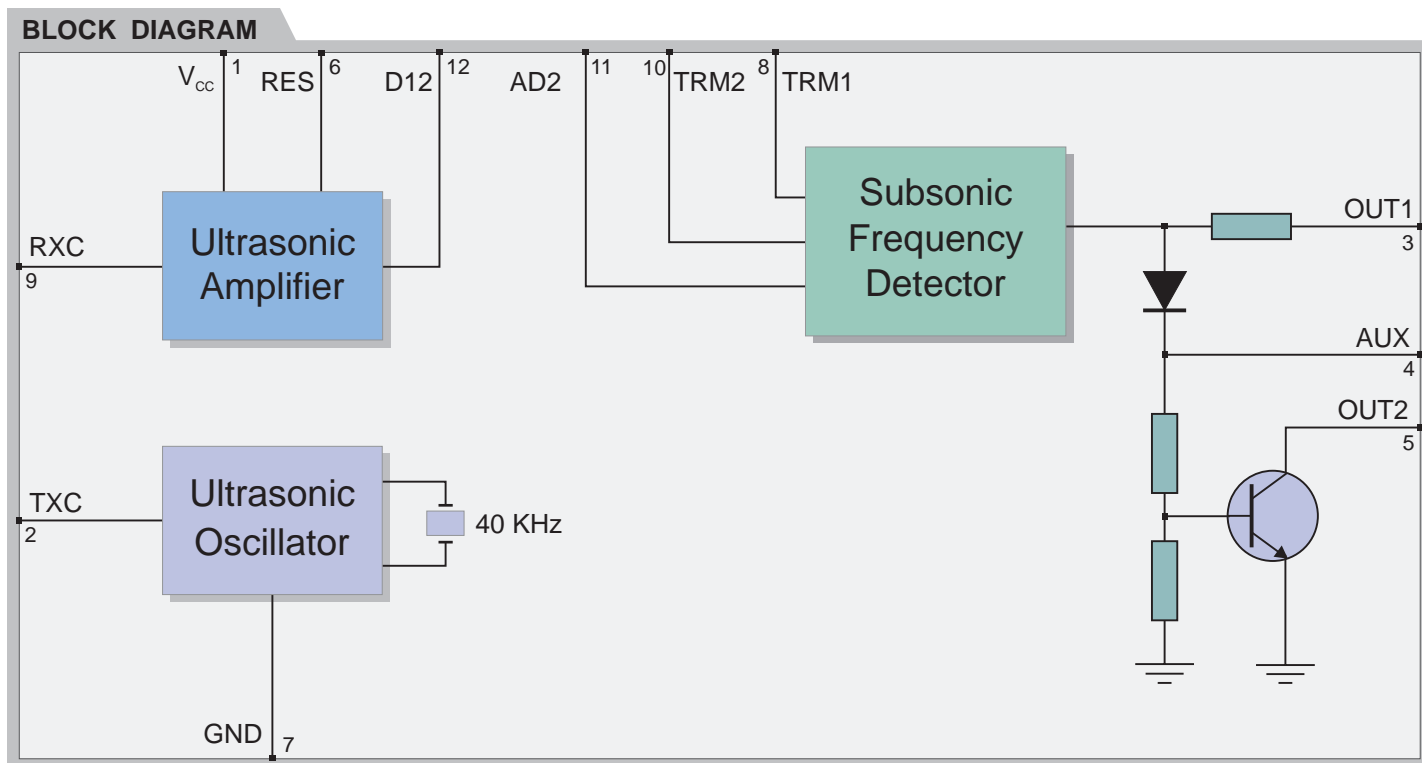 BLOCK DIAGRAM
VCC
1
RES
6
D12
12
AD2
11
10
TRM2
8
TRM1
RXC
9
Ultrasonic
Amplifier
Subsonic
Frequency
Detector
OUT1
3
AUX
4
OUT2
5
TXC
2
Ultrasonic
Oscillator
40 KHz
GND
7